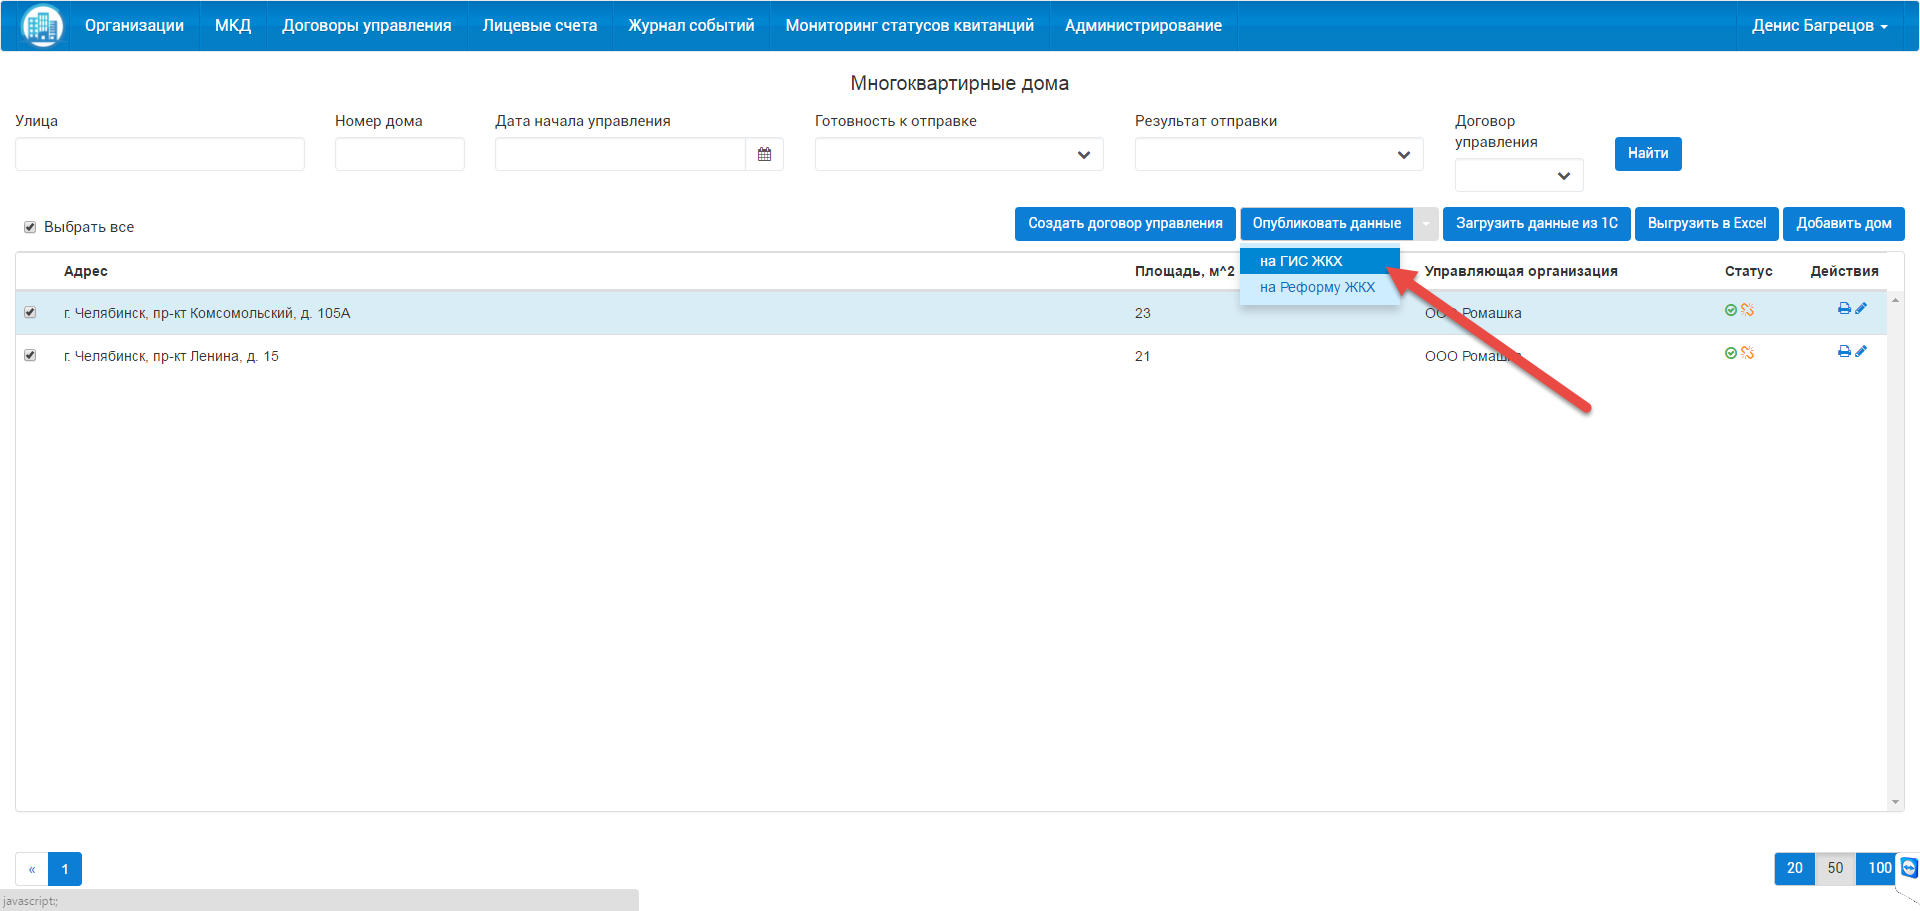 Организации МКД Договоры управления Лицевые счета Журнал событий Мониторинг статусов квитанций Администрирование Денис Багрецов
Многоквартирные дома
Улица Номер дома Дата начала управления Готовность к отправке Результат отправки Договор управления
Найти
Выбрать все
Создать договор управления Опубликовать данные Загрузить данные из 1С Выгрузить в Excel Добавить дом
на ГИС ЖКХ
на Реформу ЖКХ
Адрес Площадь, м^2 Управляющая организация Статус Действия
г. Челябинск, пр-кт Комсомольский, д. 105А 23 ООО Ромашка
г. Челябинск, пр-кт Ленина, д. 15 21 ООО Ромашка
« 1 20 50 100
javascript:;